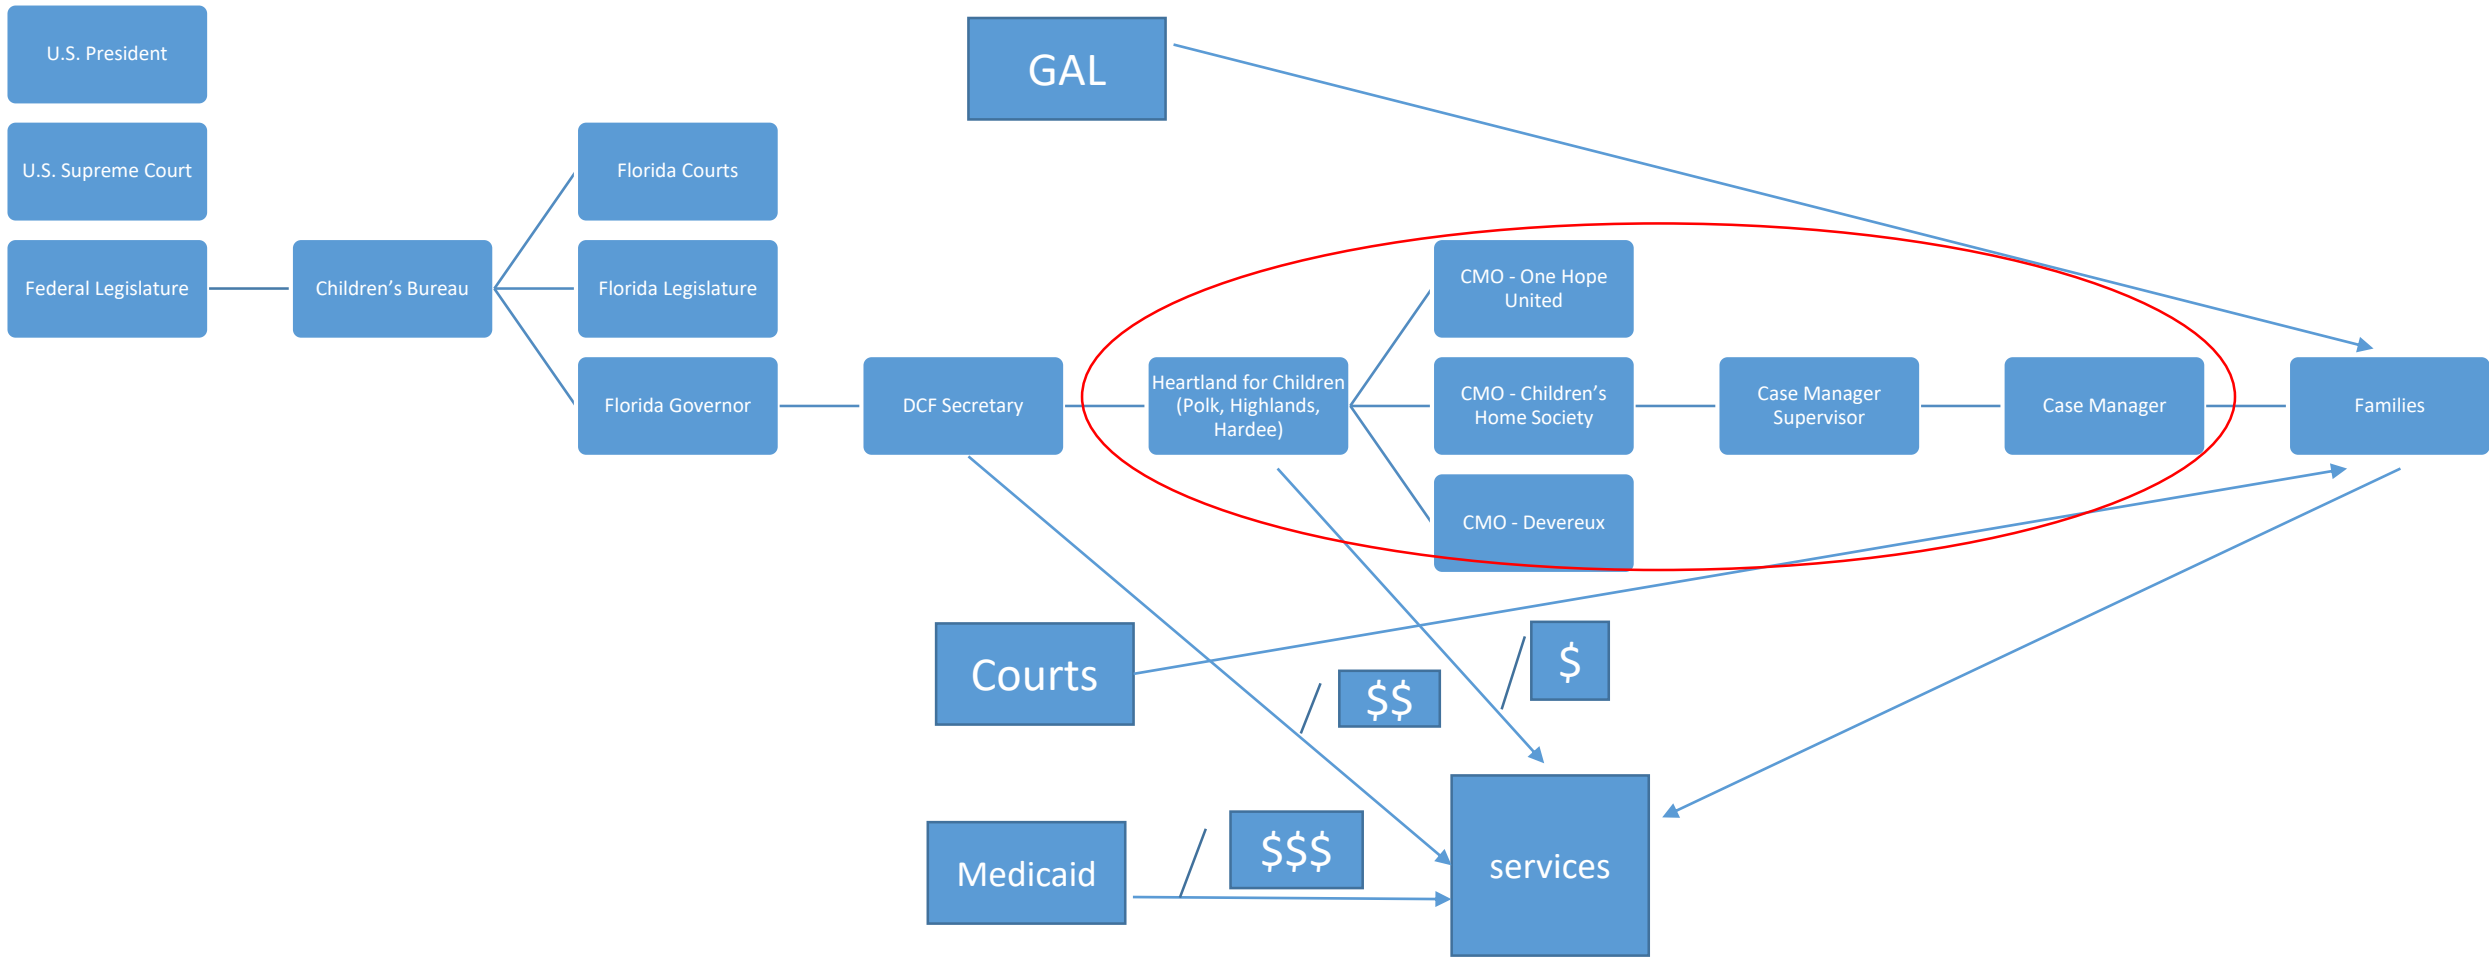 U.S. President
GAL
U.S. Supreme Court
Florida Courts
Federal Legislature
Children's Bureau
Florida Legislature
CMO - One Hope
United
Florida Governor
DCF Secretary
Heartland for Children
(Polk, Highlands,
Hardee)
CMO - Children's
Home Society
Case Manager
Supervisor
Case Manager
Families
CMO - Devereux
Courts
$$
$
Medicaid
$$$
services